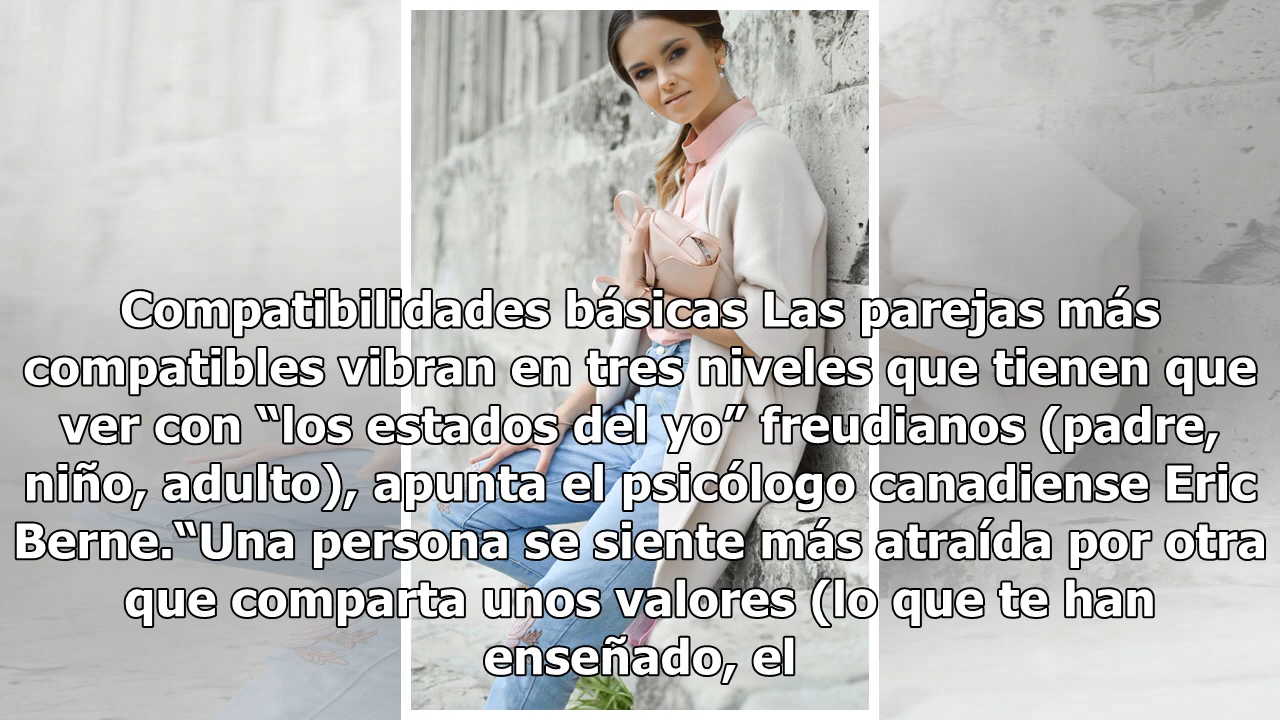 Compatibilidades básicas Las parejas más
compatibles vibran en tres niveles que tienen que
ver con “los estados del yo” freudianos (padre,
niño, adulto), apunta el psicólogo canadiense Eric
Berne.“Una persona se siente más atraída por otra
que comparta unos valores (lo que te han
enseñado, el